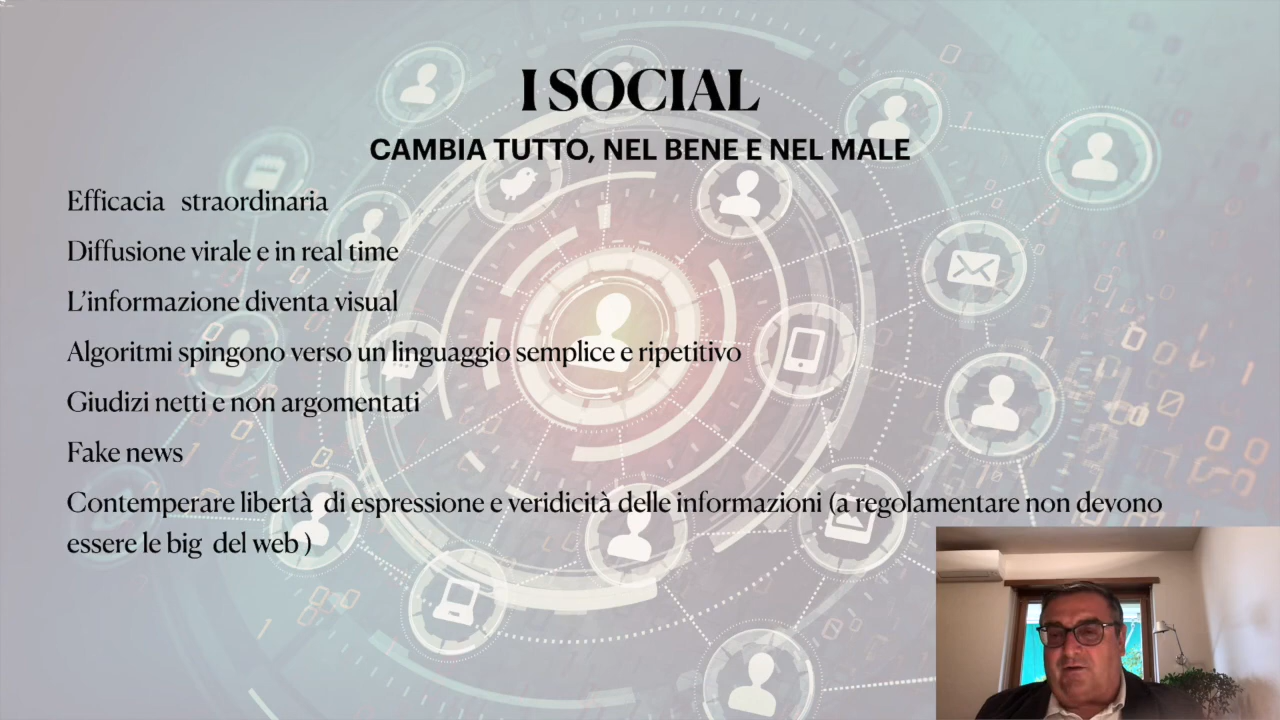 I SOCIAL
CAMBIA TUTTO, NEL BENE E NEL MALE
Efficacia straordinaria
Diffusione virale e in real time
L'informazione diventa visual
Algoritmi spingono verso un linguaggio semplice e ripetitivo
Giudizi netti e non argomentati
Fake news
Contemperare libertà di espressione e veridicità delle informazioni (a regolamentare non devono
essere le big del web )